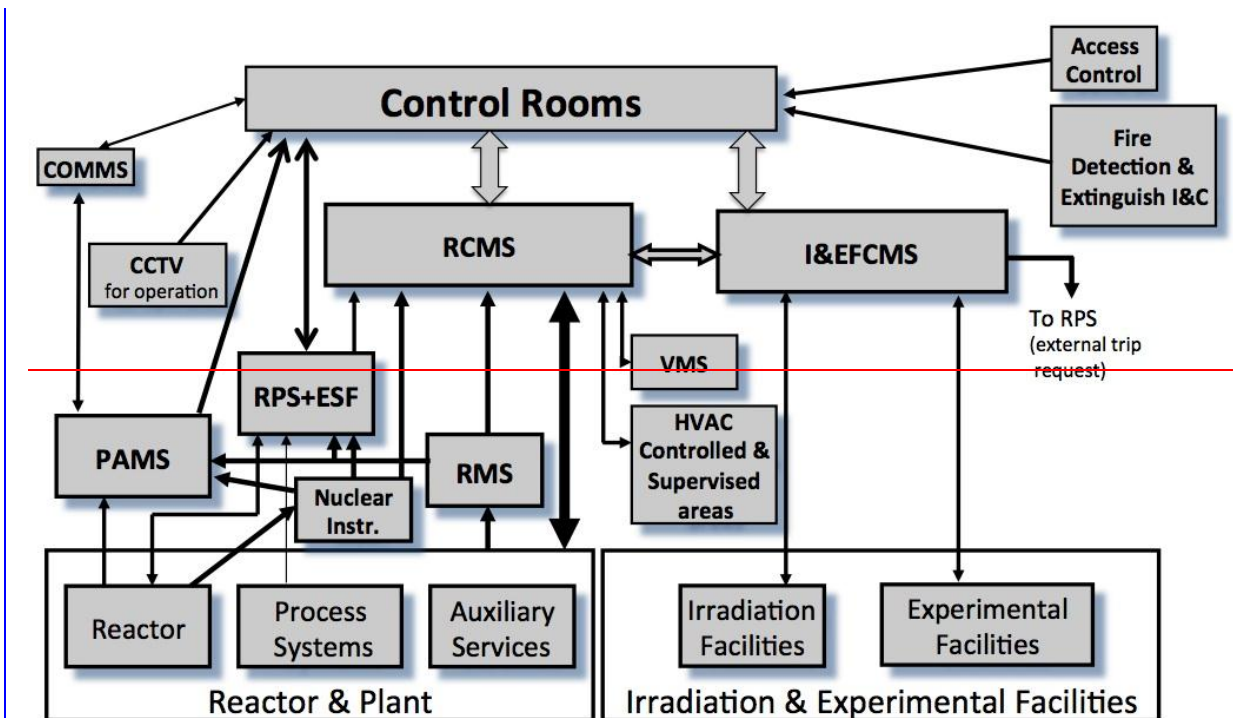 Access
Control
Control Rooms
Fire
Detection &
Extinguish I&C
COMMS
RCMS
I&EFCMS
CCTV
for operation
To RPS
(external trip
request)
VMS
RPS+ESF
HVAC
Controlled &
Supervised
areas
PAMS
RMS
Nuclear
Instr.
Reactor
Process
Systems
Auxiliary
Services
Irradiation
Facilities
Experimental
Facilities
Reactor & Plant
Irradiation & Experimental Facilities